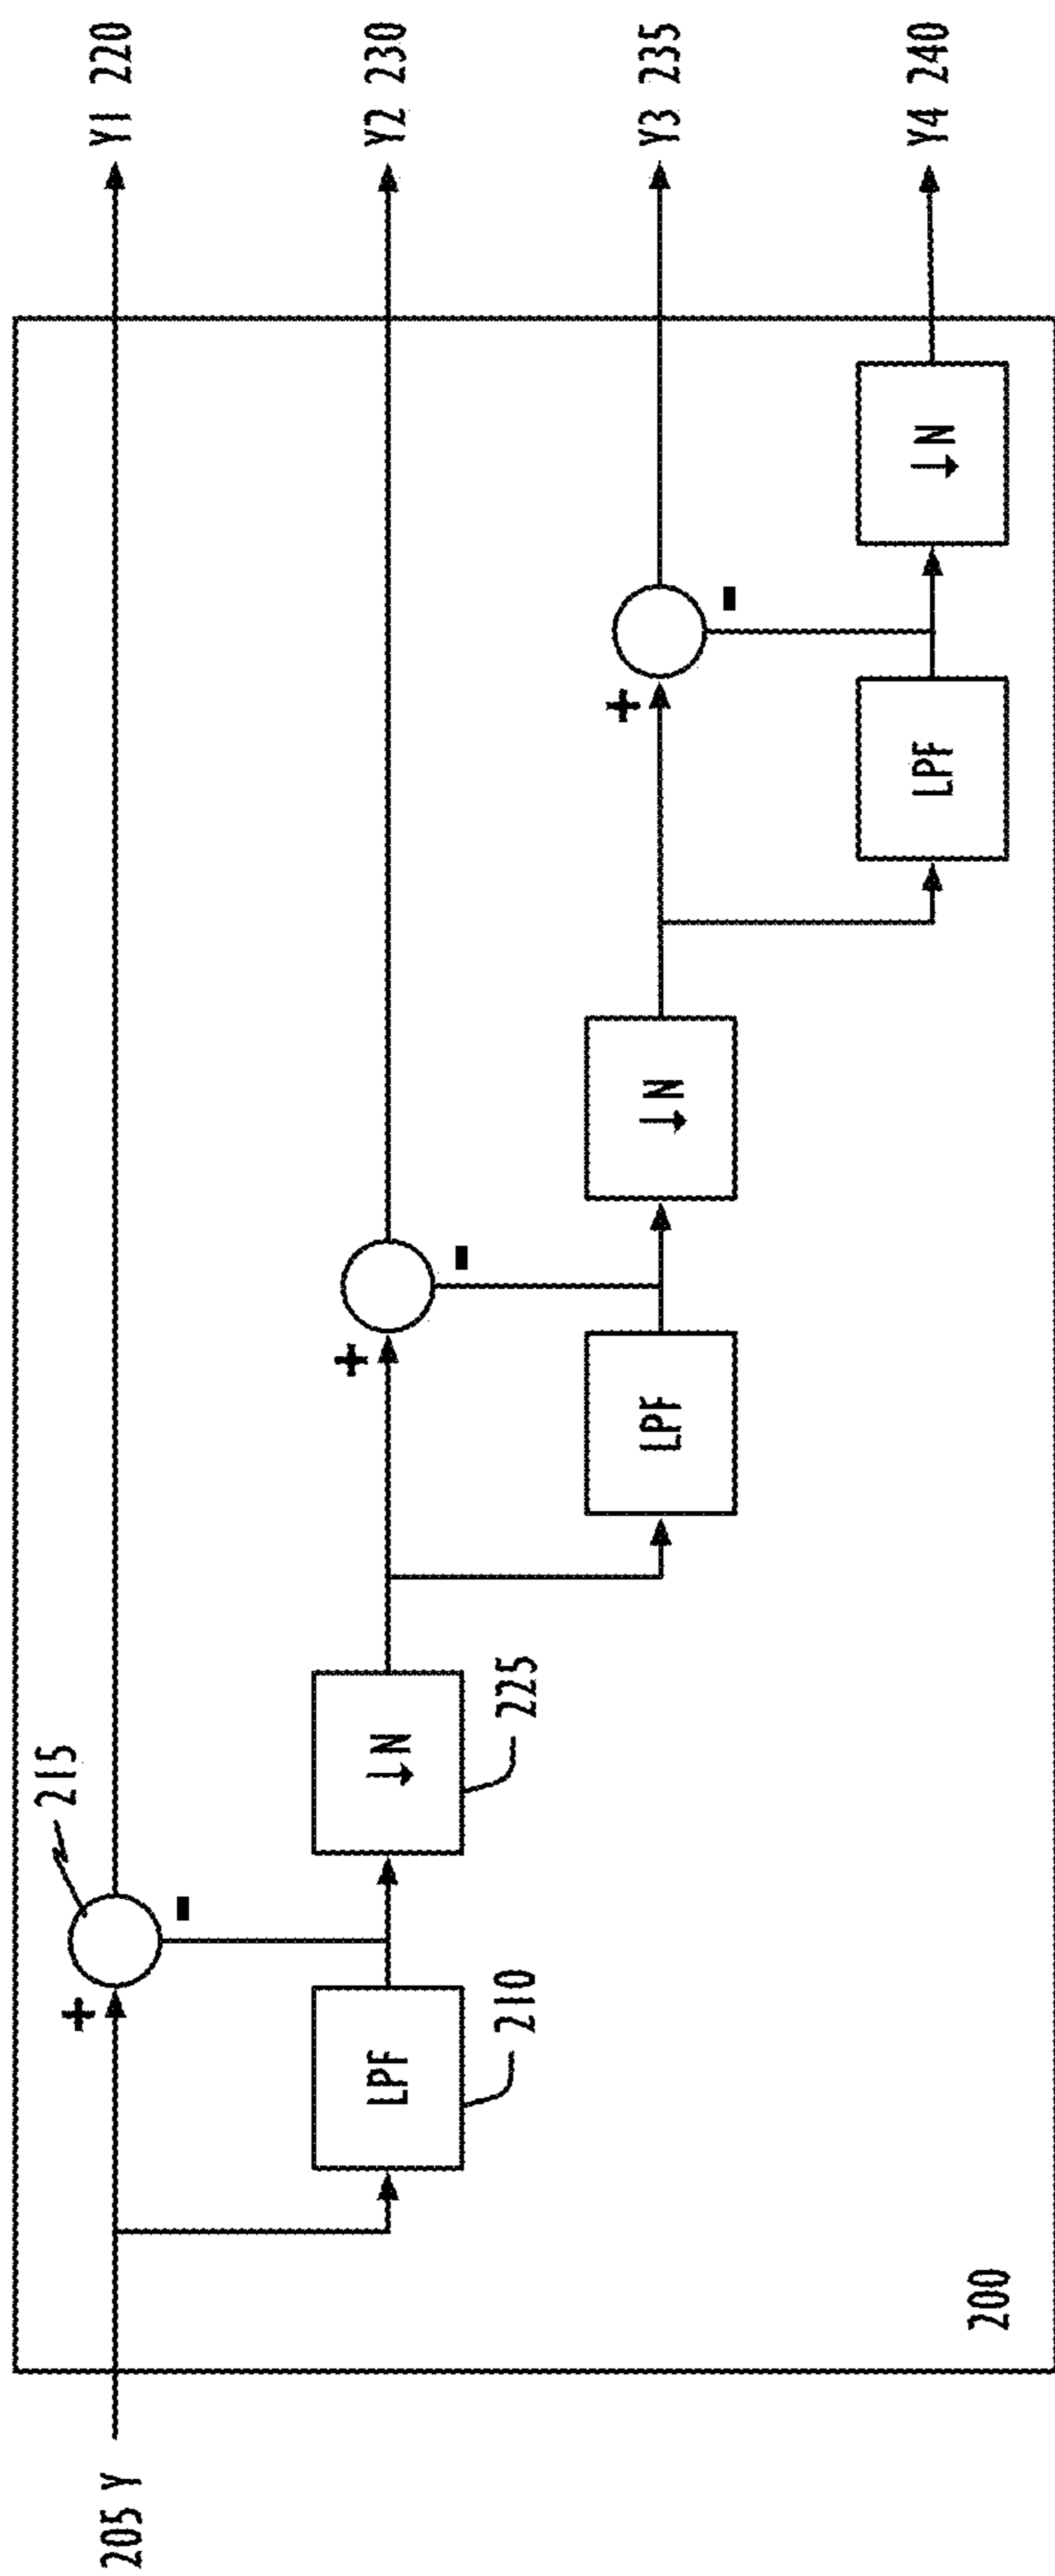 205 Y
+
-
215
LPF
210
↓N
225
Y1 220
+
-
LPF
↓N
Y2 230
+
-
LPF
↓N
Y3 235
Y4 240
200